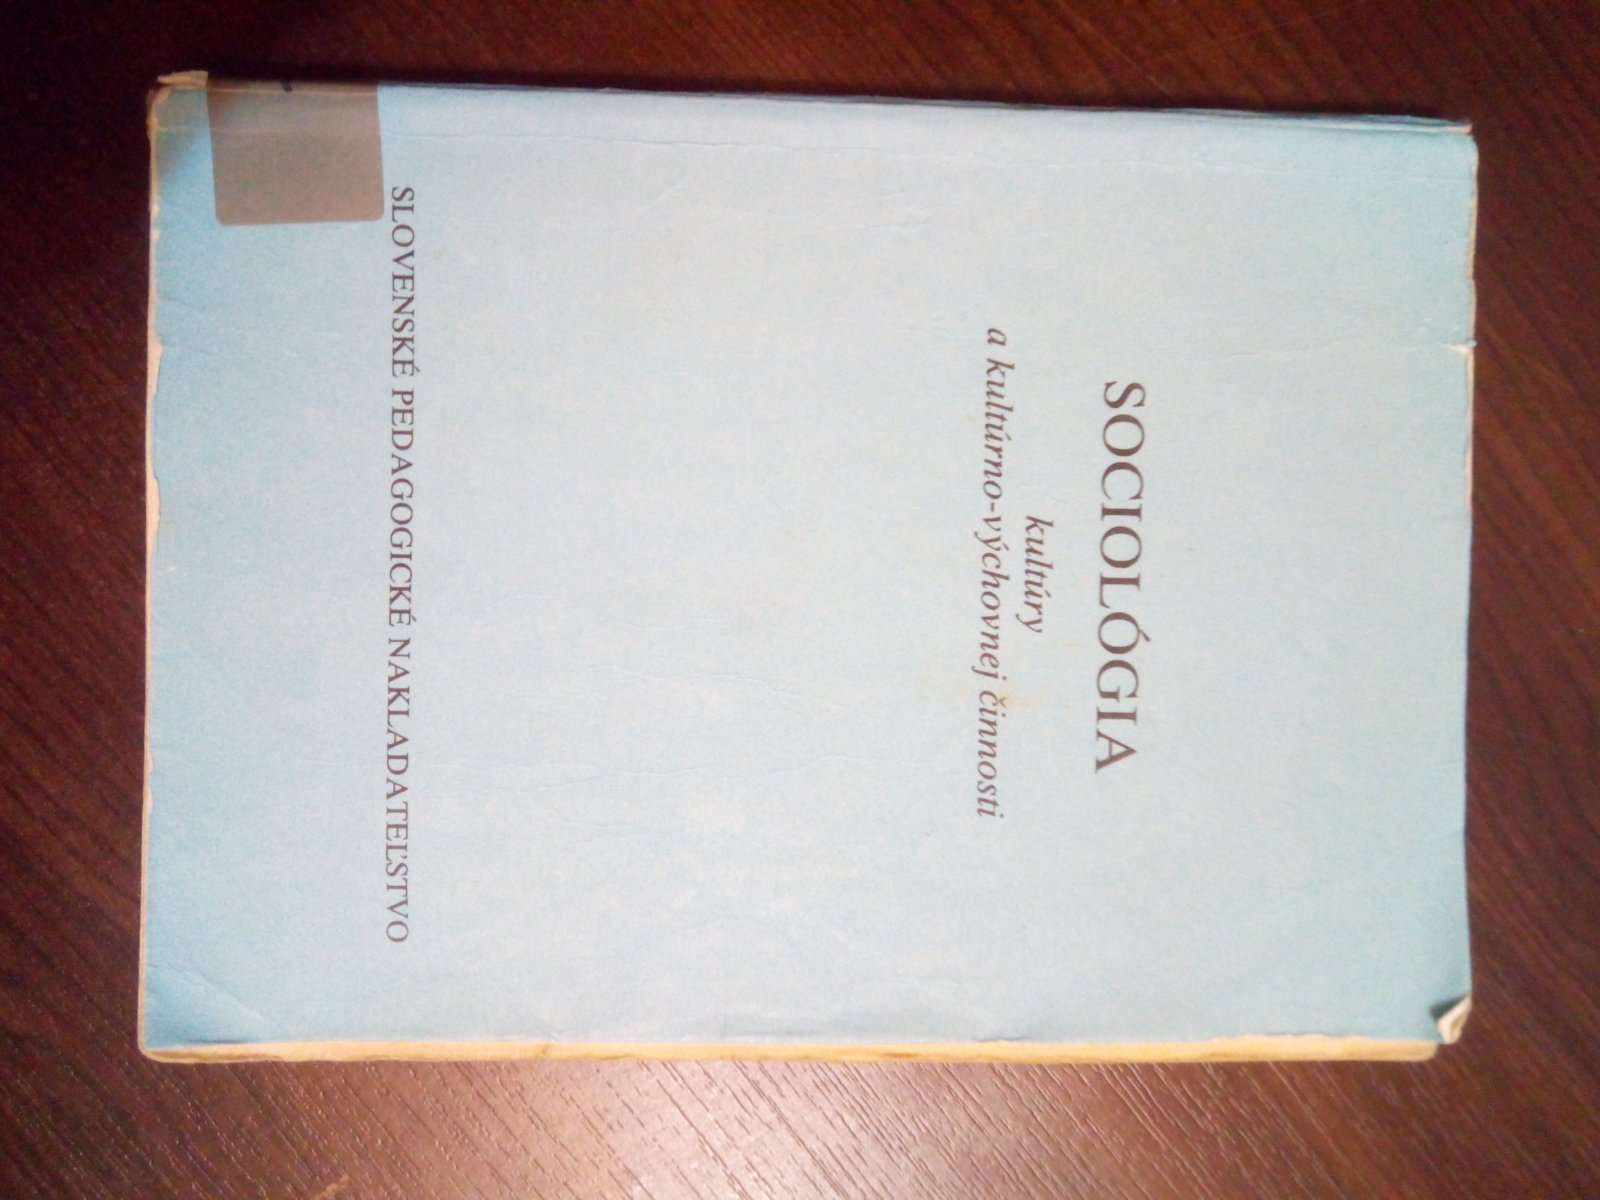 SOCIOLÓGIA
kultúry
a kultúrno-výchovnej činnosti
SLOVENSKÉ PEDAGOGICKÉ NAKLADATEĽSTVO